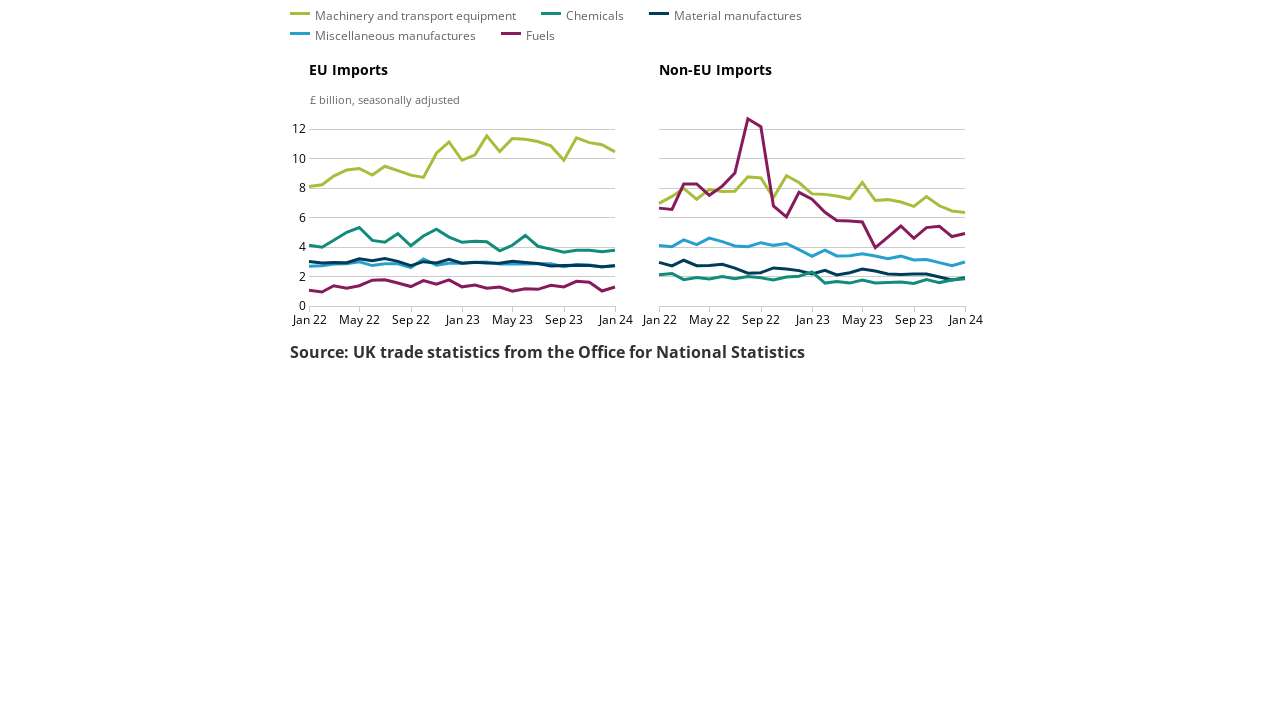 Machinery and transport equipment Chemicals Material manufactures
Miscellaneous manufactures Fuels
EU Imports Non-EU Imports
£ billion, seasonally adjusted
12
10
8
6
4
2
0
Jan 22 May 22 Sep 22 Jan 23 May 23 Sep 23 Jan 24 Jan 22 May 22 Sep 22 Jan 23 May 23 Sep 23 Jan 24
Source: UK trade statistics from the Office for National Statistics